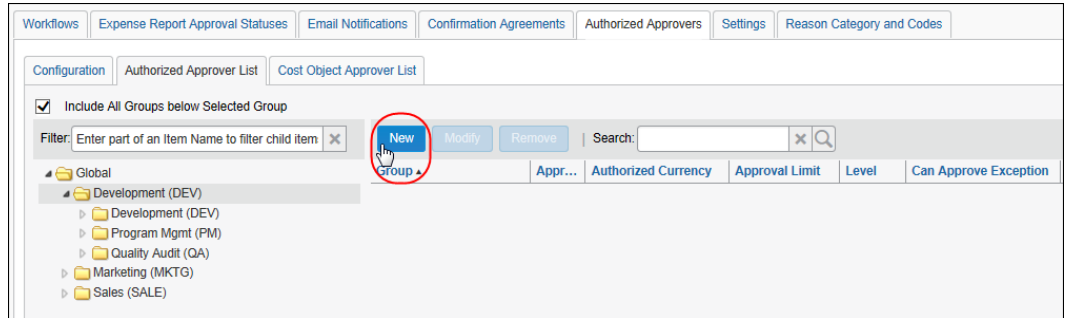 Workflows Expense Report Approval Statuses Email Notifications Confirmation Agreements Authorized Approvers Settings Reason Category and Codes
Configuration Authorized Approver List Cost Object Approver List
Include All Groups below Selected Group
Filter: Enter part of an Item Name to filter child item New Modify Remove | Search:
Group Appr... Authorized Currency Approval Limit Level Can Approve Exception
Global
Development (DEV)
Development (DEV)
Program Mgmt (PM)
Quality Audit (QA)
Marketing (MKTG)
Sales (SALE)